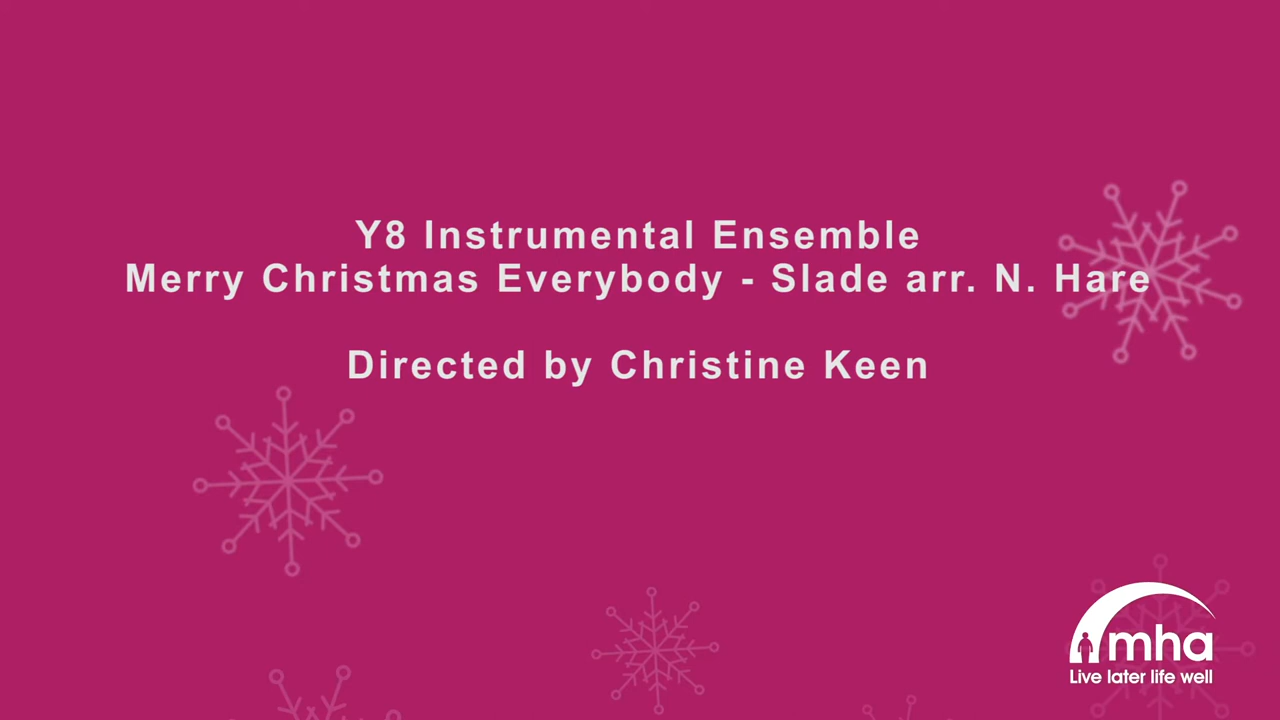 Y8 Instrumental Ensemble
Merry Christmas Everybody - Slade arr. N. Hare
Directed by Christine Keen
mha
Live later life well